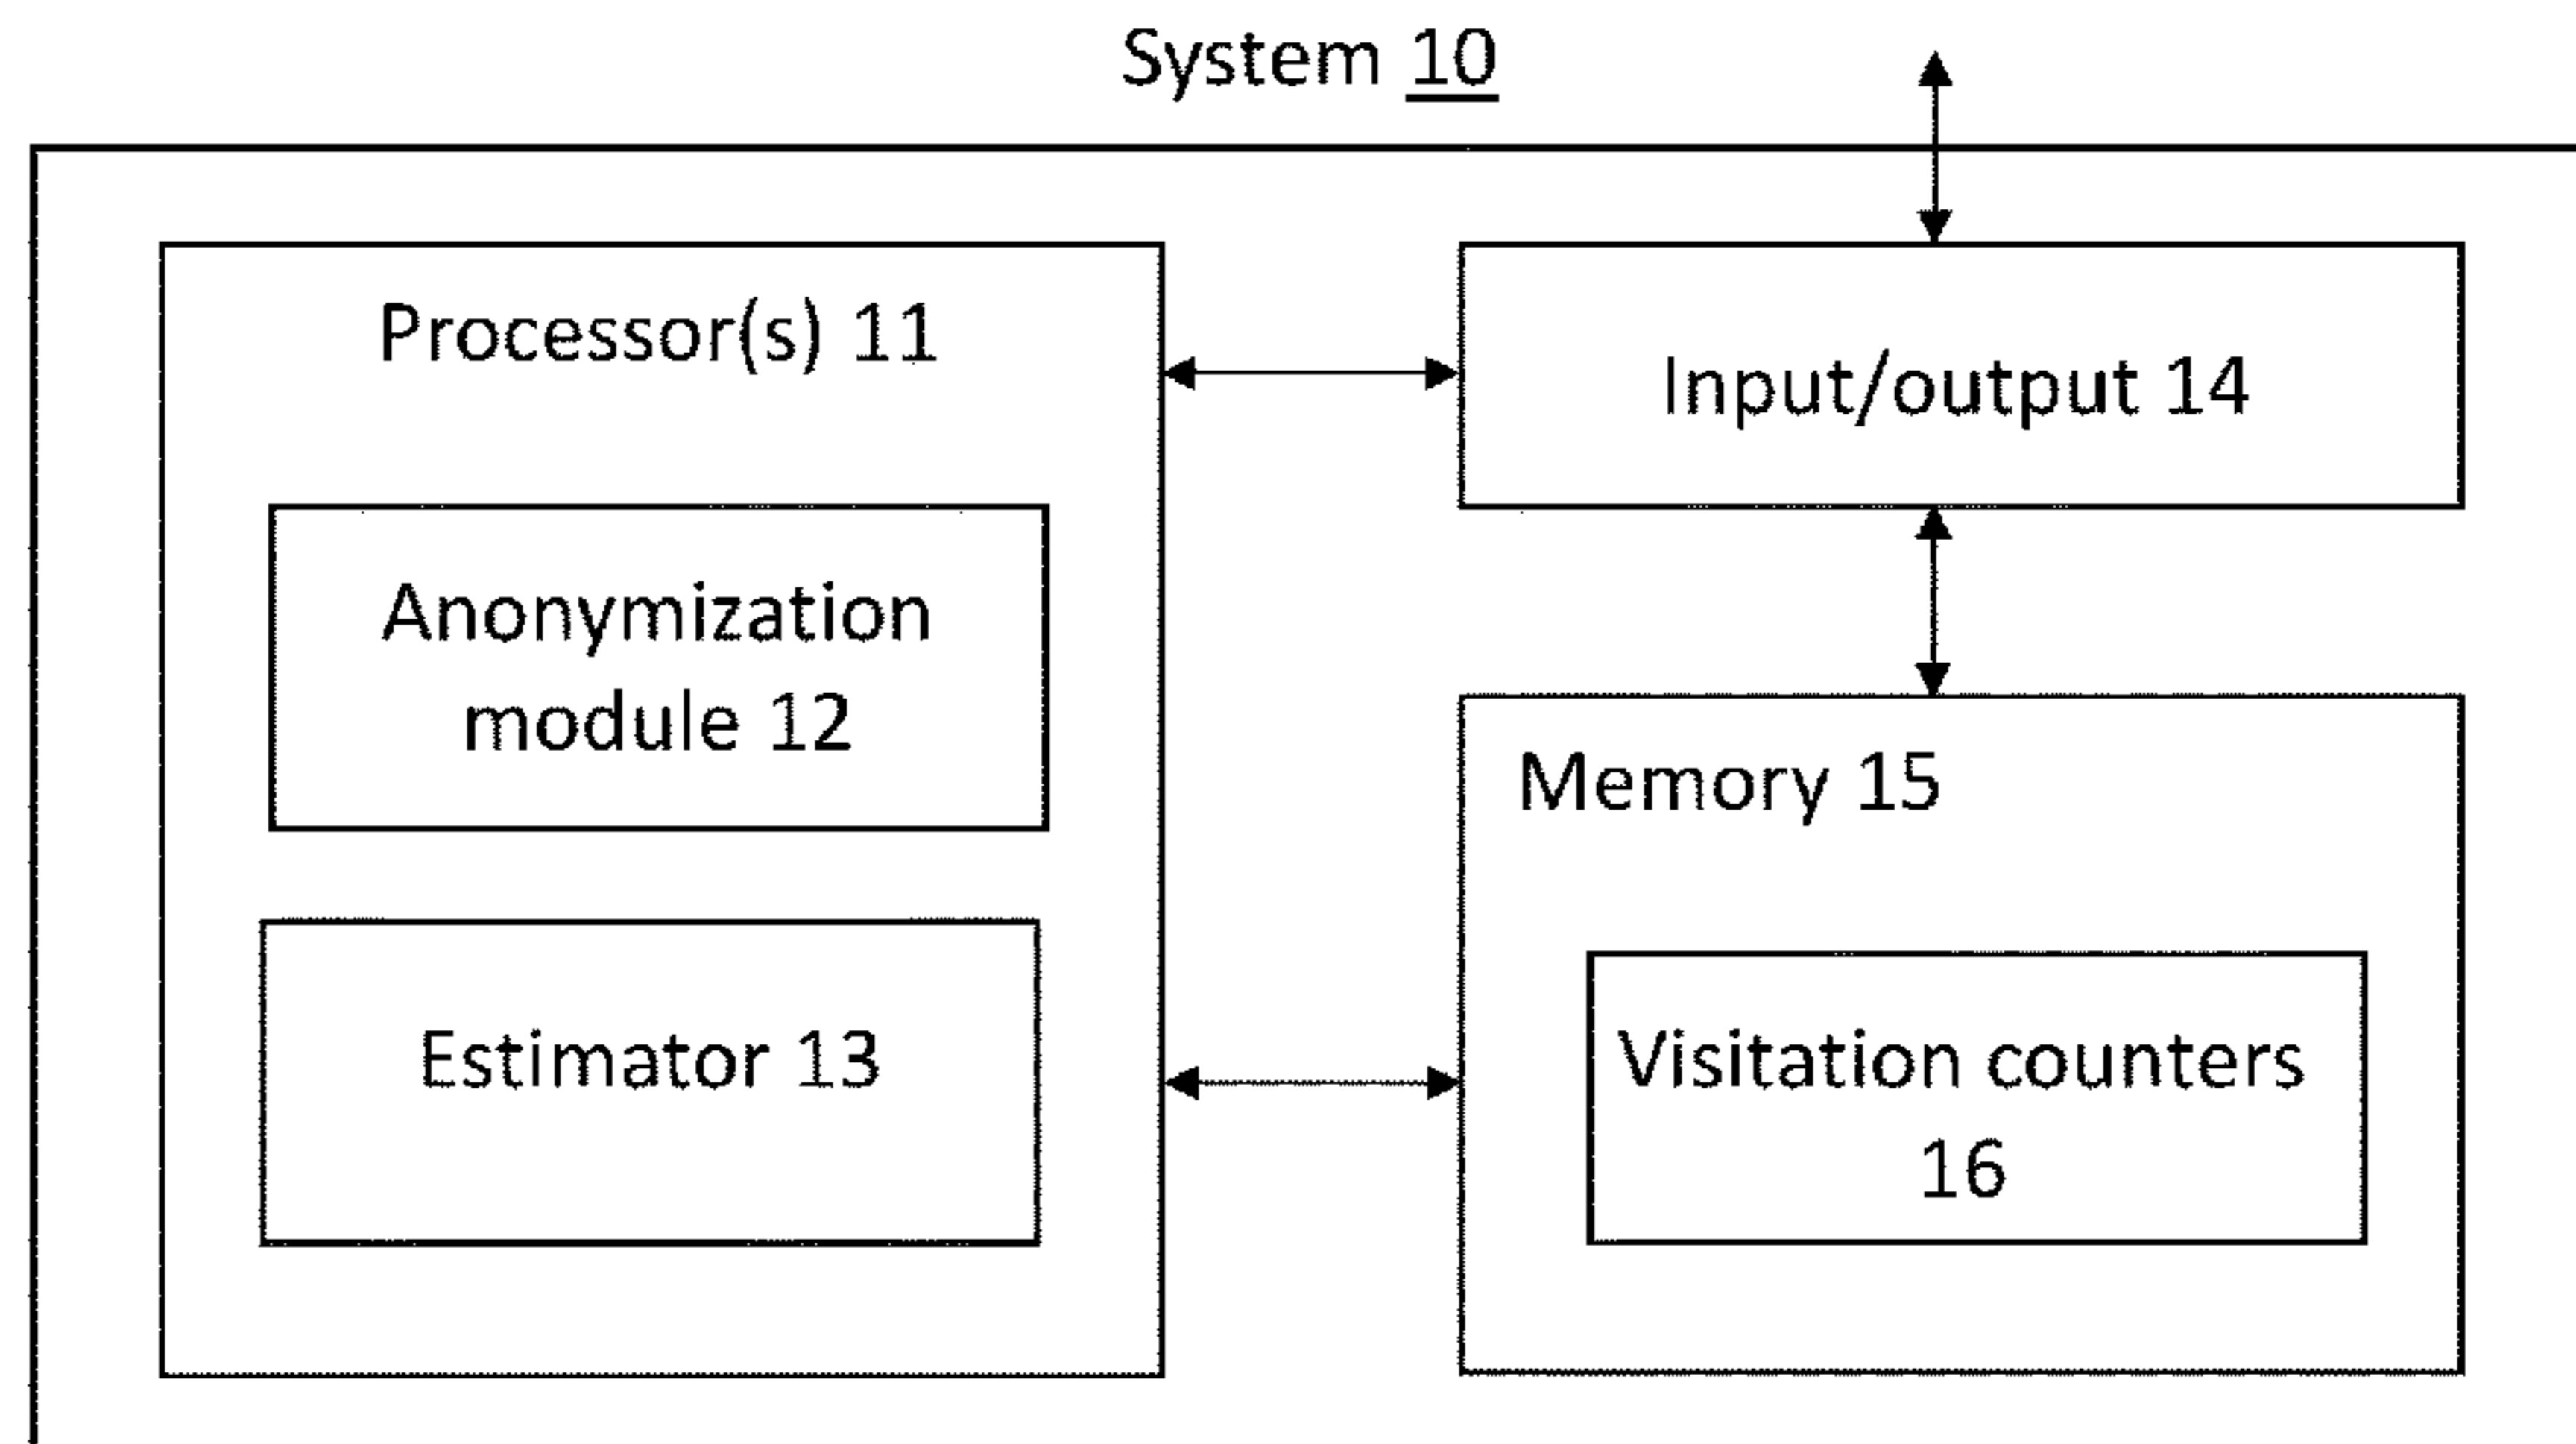 System 10
Processor(s) 11
Anonymization
module 12
Estimator 13
Input/output 14
Memory 15
Visitation counters
16